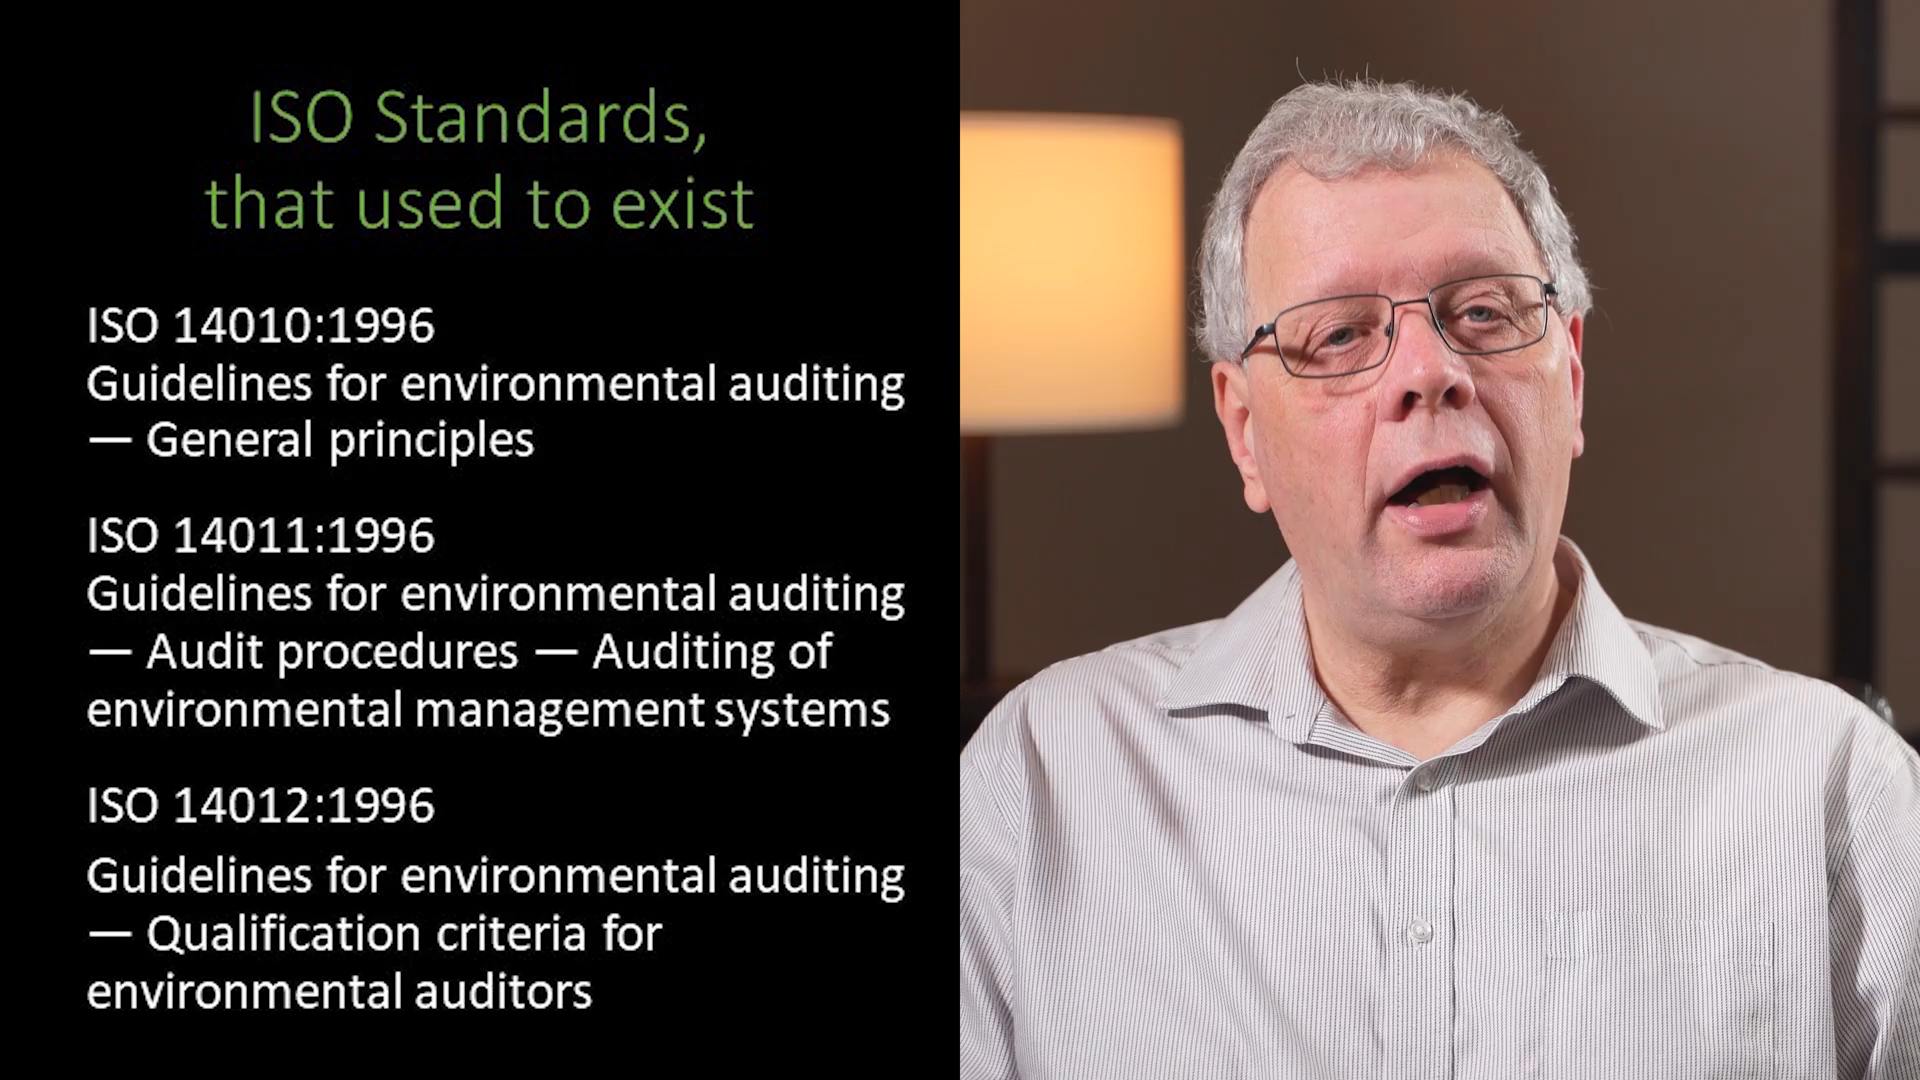 ISO Standards,
that used to exist
ISO 14010:1996
Guidelines for environmental auditing
— General principles
ISO 14011:1996
Guidelines for environmental auditing
— Audit procedures — Auditing of
environmental management systems
ISO 14012:1996
Guidelines for environmental auditing
— Qualification criteria for
environmental auditors